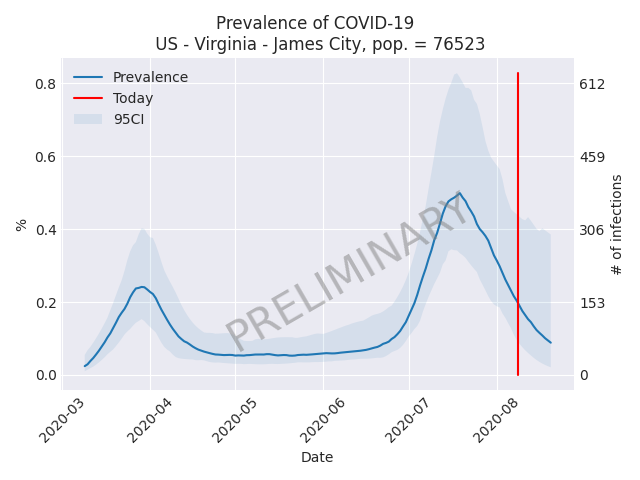 Prevalence of COVID-19
US - Virginia - James City, pop. = 76523
Prevalence
Today
95CI
PRELIMINARY
%
0.8
0.6
0.4
0.2
0.0
612
459
306
153
0
# of infections
2020-03
2020-04
2020-05
2020-06
2020-07
2020-08
Date